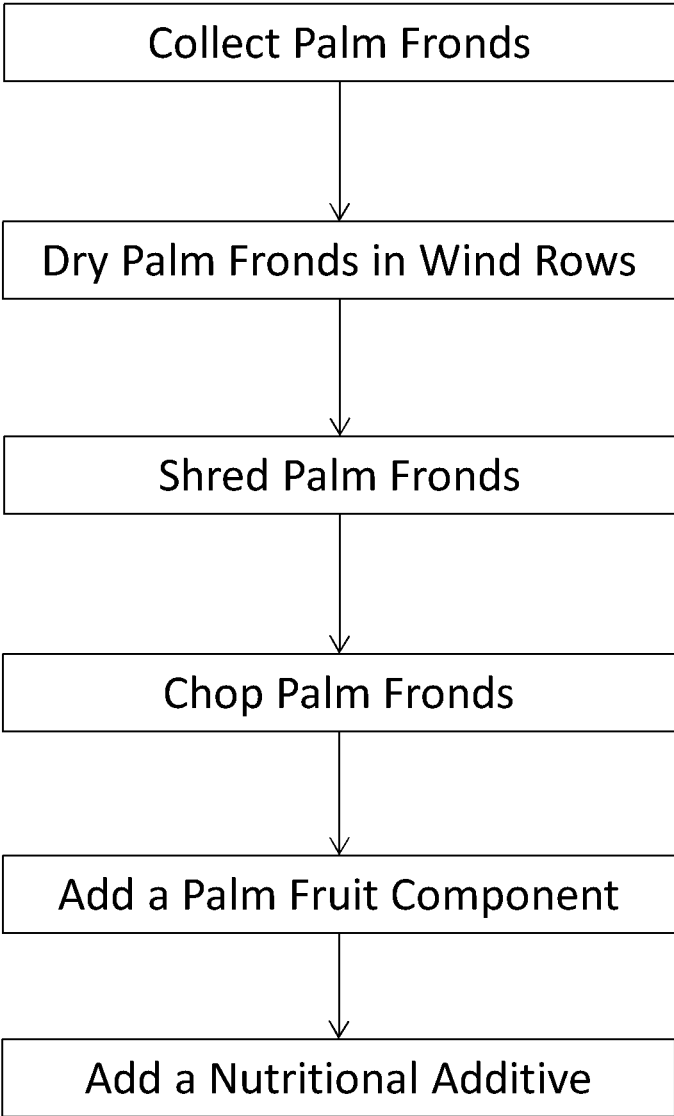 Collect Palm Fronds
Dry Palm Fronds in Wind Rows
Shred Palm Fronds
Chop Palm Fronds
Add a Palm Fruit Component
Add a Nutritional Additive